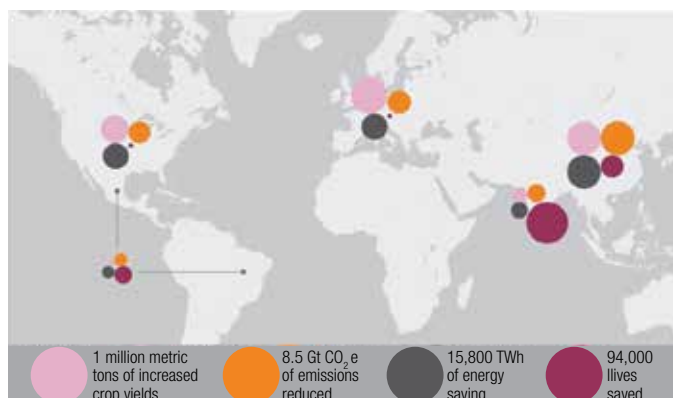 1 million metric
tons of increased
crop yields
8.5 Gt CO2e
of emissions
reduced
15,800 TWh
of energy
saving
94,000
llives
saved